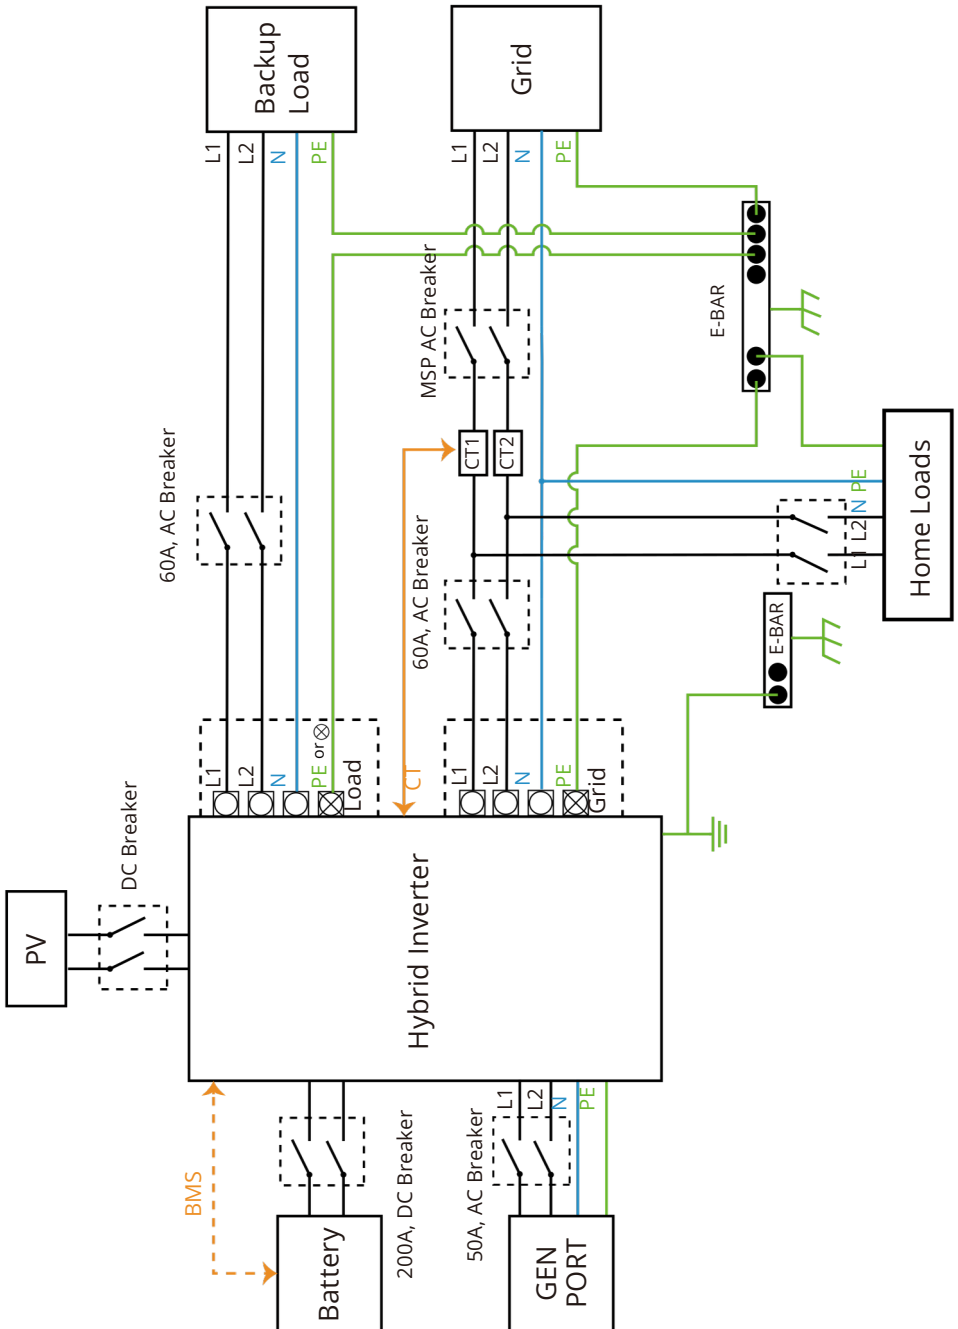 Backup
Load
Grid
L1
L2
N
PE
L1
L2
N
PE
MSP AC Breaker
E-BAR
CT1
CT2
60A, AC Breaker
60A, AC Breaker
Home Loads
L1
L2
N
PE
E-BAR
L1
L2
N
PE or
Load
CT
L1
L2
N
PE
Grid
DC Breaker
PV
Hybrid Inverter
BMS
Battery
200A, DC Breaker
50A, AC Breaker
L1
L2
N
PE
GEN
PORT